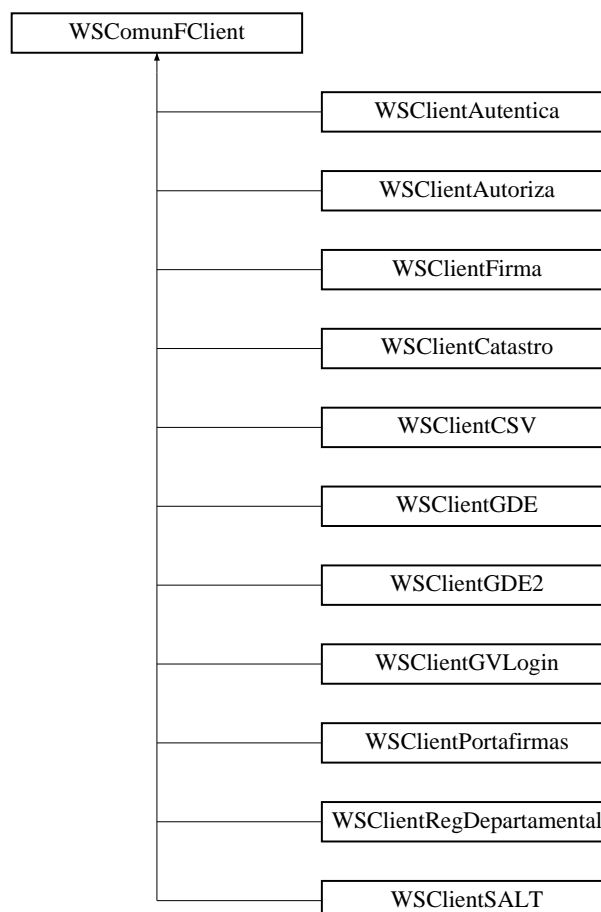 WSComunFClient
WSClientAutentica
WSClientAutoriza
WSClientFirma
WSClientCatastro
WSClientCSV
WSClientGDE
WSClientGDE2
WSClientGVLogin
WSClientPortafirmas
WSClientRegDepartamental
WSClientSALT